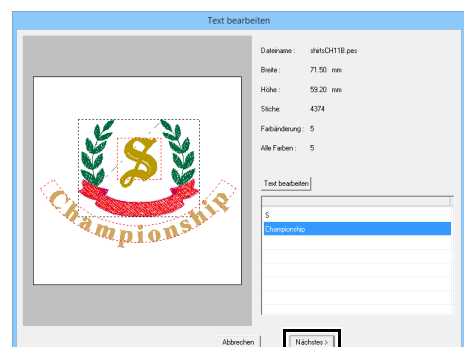 Text bearbeiten
Dateiname : shirtsCH11B.pes
Breite : 71.50 mm
Höhe : 59.20 mm
Stiche: 4374
Farbänderung : 5
Alle Farben : 5
Text bearbeiten
S
Championship
S
Championship
Abbrechen
Nächstes >